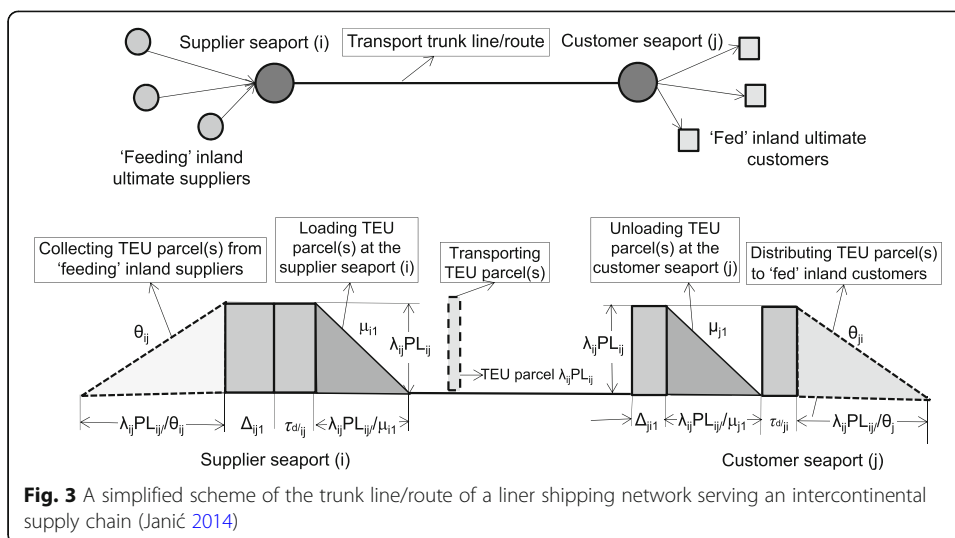 Supplier seaport (i)
Transport trunk line/route
Customer seaport (j)
'Feeding' inland
ultimate suppliers
'Fed' inland ultimate
customers
Collecting TEU parcel(s) from
'feeding' inland suppliers
Loading TEU
parcel(s) at the
supplier seaport (i)
Transporting
TEU parcel(s)
Unloading TEU
parcel(s) at the
customer seaport (j)
Distributing TEU parcel(s)
to 'fed' inland customers
θij
μi1
λijPLij
TEU parcel λijPLij
λijPLij
μj1
θji
λijPLij/θij
Δij1
τd/ij
λijPLij/μi1
Δji1
λijPLij/μj1
τd/ji
λijPLij/θj
Supplier seaport (i)
Customer seaport (j)
Fig. 3 A simplified scheme of the trunk line/route of a liner shipping network serving an intercontinental
supply chain (Janić 2014)